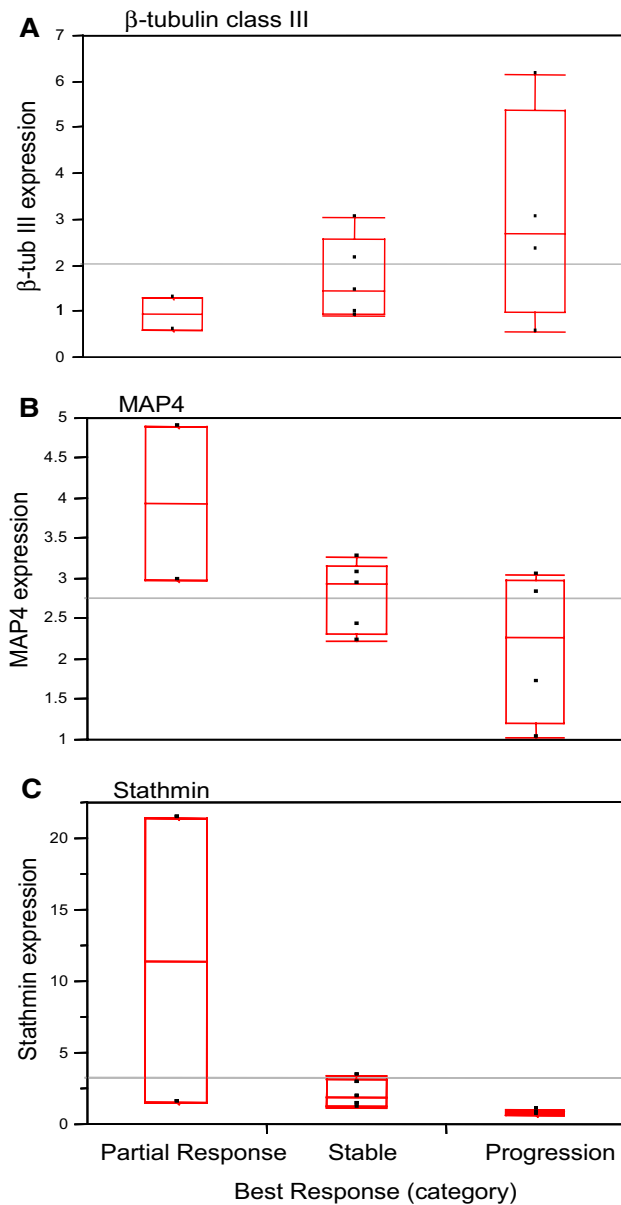 A
β-tubulin class III
β-tub III expression
7
6
5
4
3
2
1
0
B
MAP4
MAP4 expression
5
4.5
4
3.5
3
2.5
2
1.5
1
C
Stathmin
Stathmin expression
20
15
10
5
0
Partial Response Stable Progression
Best Response (category)